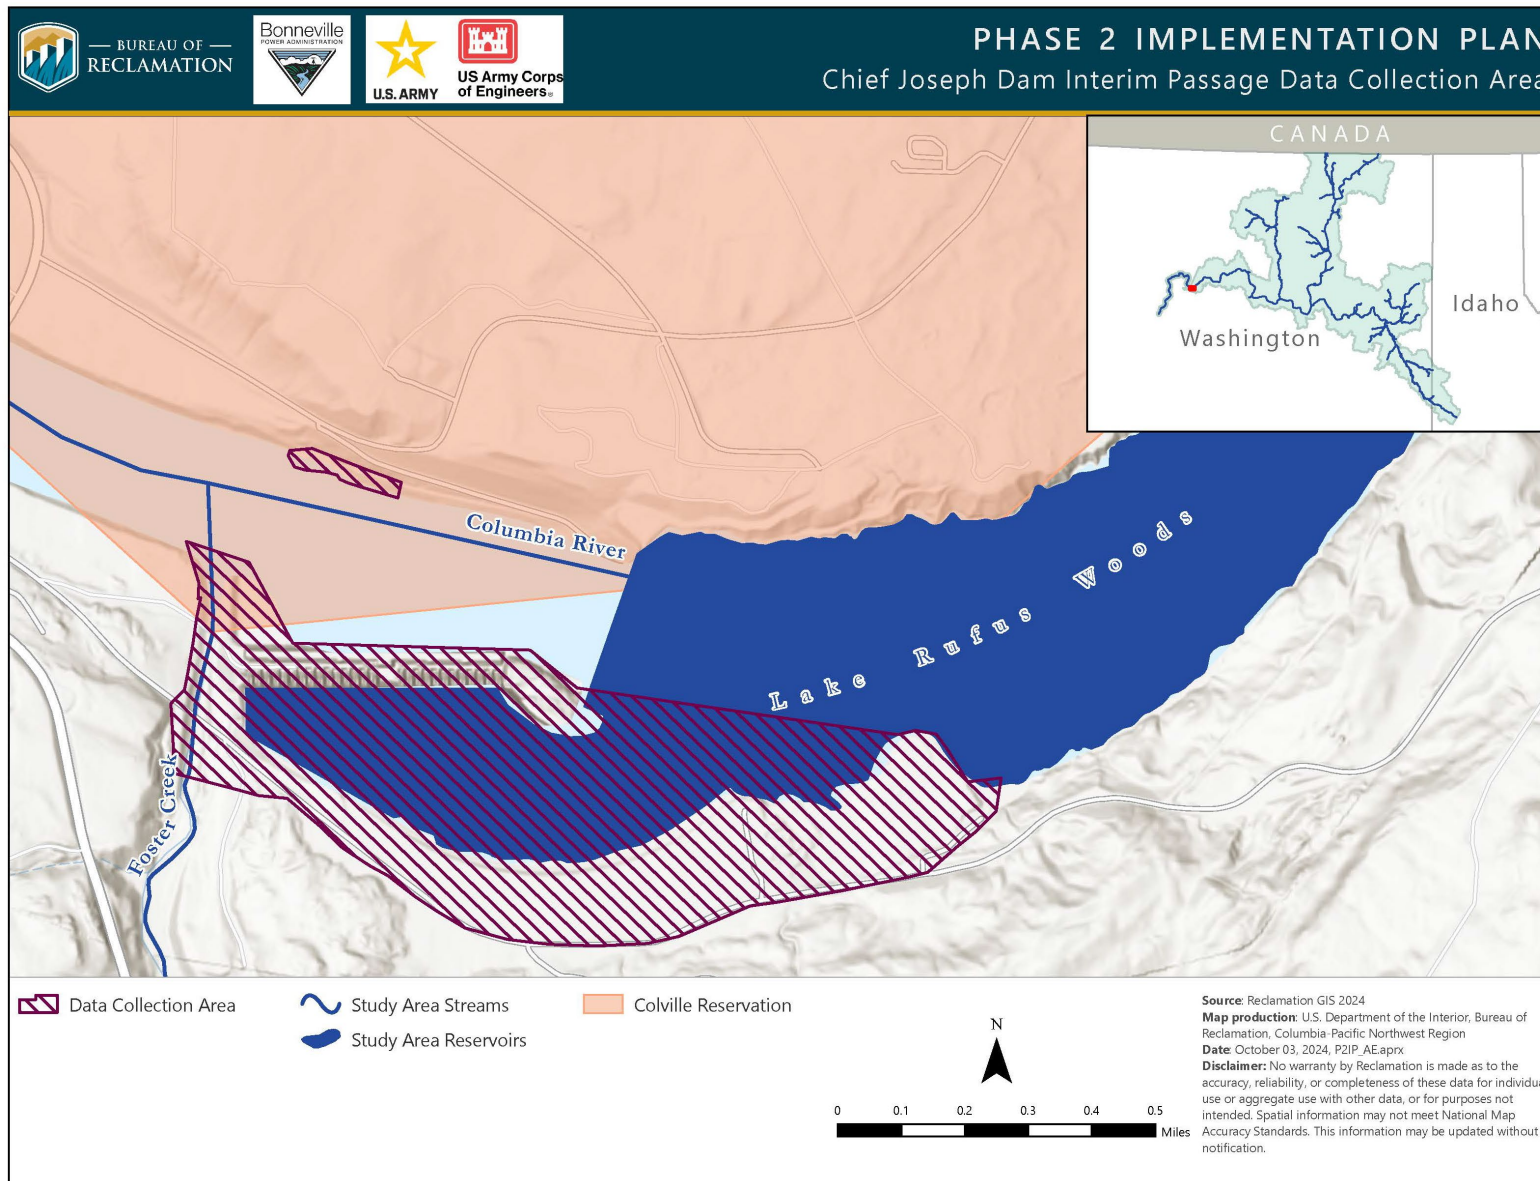 BUREAU OF
RECLAMATION
Bonneville
POWER ADMINISTRATION
U.S. ARMY
US Army Corps
of Engineers®
PHASE 2 IMPLEMENTATION PLAN
Chief Joseph Dam Interim Passage Data Collection Area
CANADA
Washington
Idaho
Columbia River
Lake Rufus Woods
Foster Creek
Data Collection Area
Study Area Streams
Study Area Reservoirs
Colville Reservation
N
0 0.1 0.2 0.3 0.4 0.5
Miles
Source: Reclamation GIS 2024
Map production: U.S. Department of the Interior, Bureau of
Reclamation, Columbia-Pacific Northwest Region
Date: October 03, 2024, P2IP_AE.aprx
Disclaimer: No warranty by Reclamation is made as to the
accuracy, reliability, or completeness of these data for individua
use or aggregate use with other data, or for purposes not
intended. Spatial information may not meet National Map
Accuracy Standards. This information may be updated without
notification.